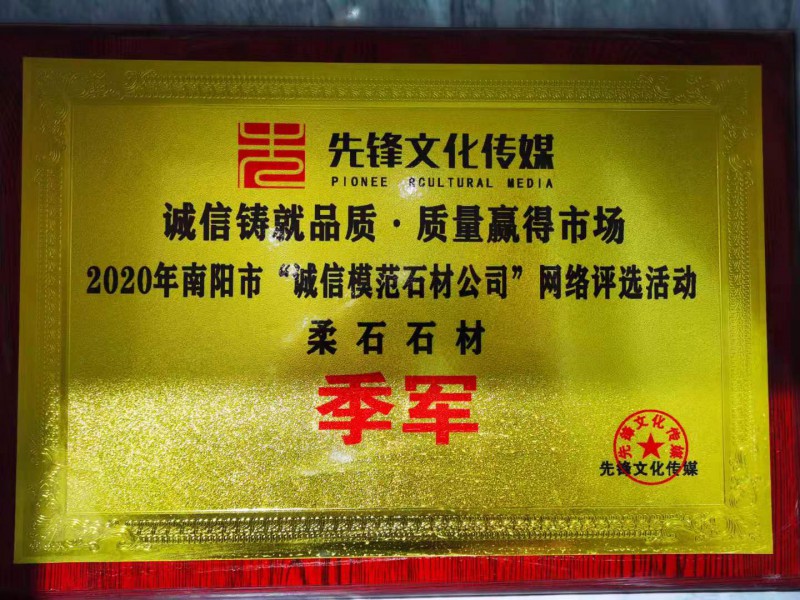 先锋文化传媒
PIONEE RCULTURAL MEDIA
诚信铸就品质·质量赢得市场
2020年南阳市“诚信模范石材公司”网络评选活动
柔石石材
季军
先锋文化传媒
先锋文化传媒